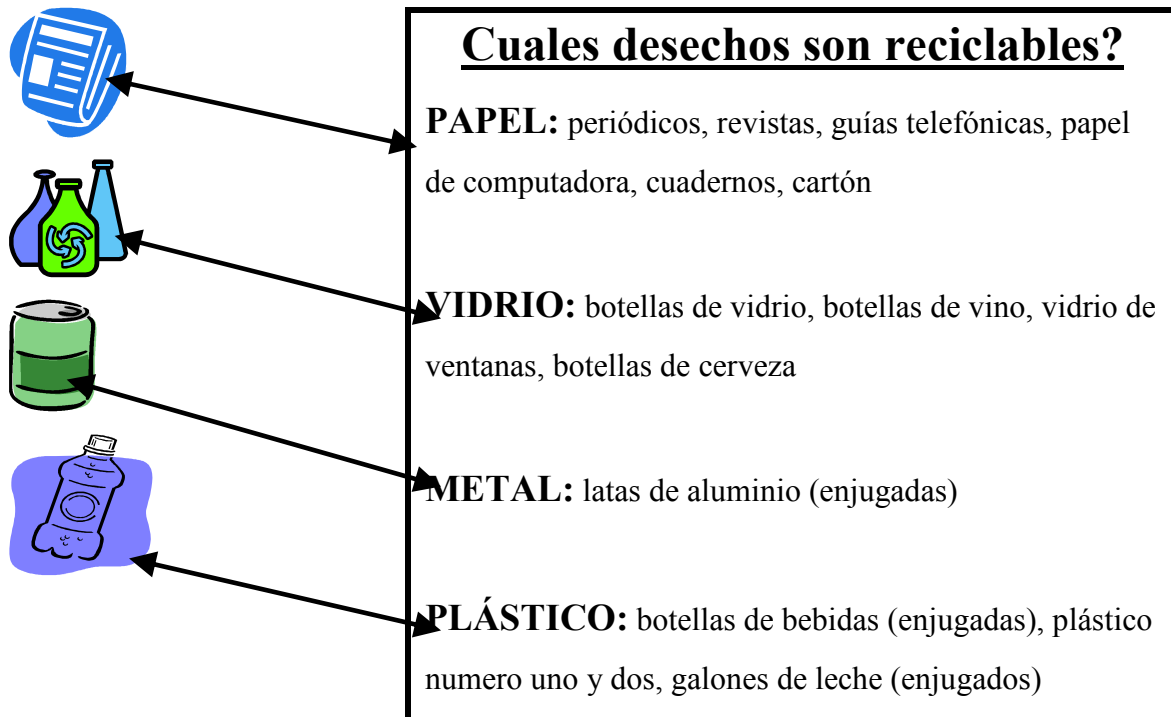 Cuales desechos son reciclables?
PAPEL: periódicos, revistas, guías telefónicas, papel
de computadora, cuadernos, cartón
VIDRIO: botellas de vidrio, botellas de vino, vidrio de
ventanas, botellas de cerveza
METAL: latas de aluminio (enjugadas)
PLÁSTICO: botellas de bebidas (enjugadas), plástico
numero uno y dos, galones de leche (enjugados)